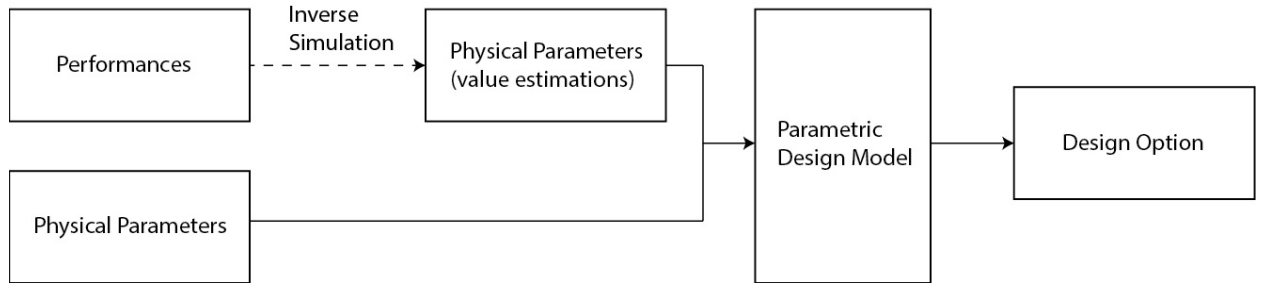 Inverse
Simulation
Performances
Physical Parameters
(value estimations)
Parametric
Design Model
Design Option
Physical Parameters